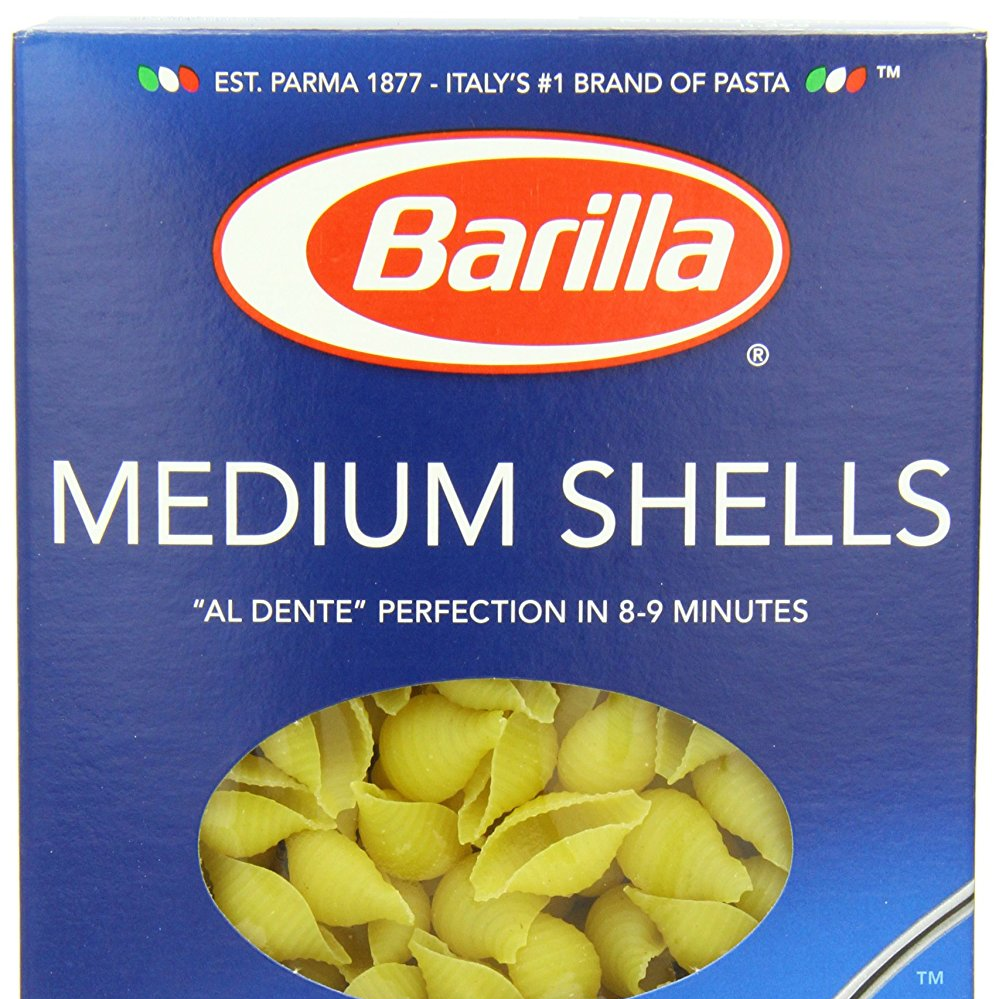 EST. PARMA 1877 - ITALY'S #1 BRAND OF PASTA ™
Barilla
®
MEDIUM SHELLS
"AL DENTE" PERFECTION IN 8-9 MINUTES
TM